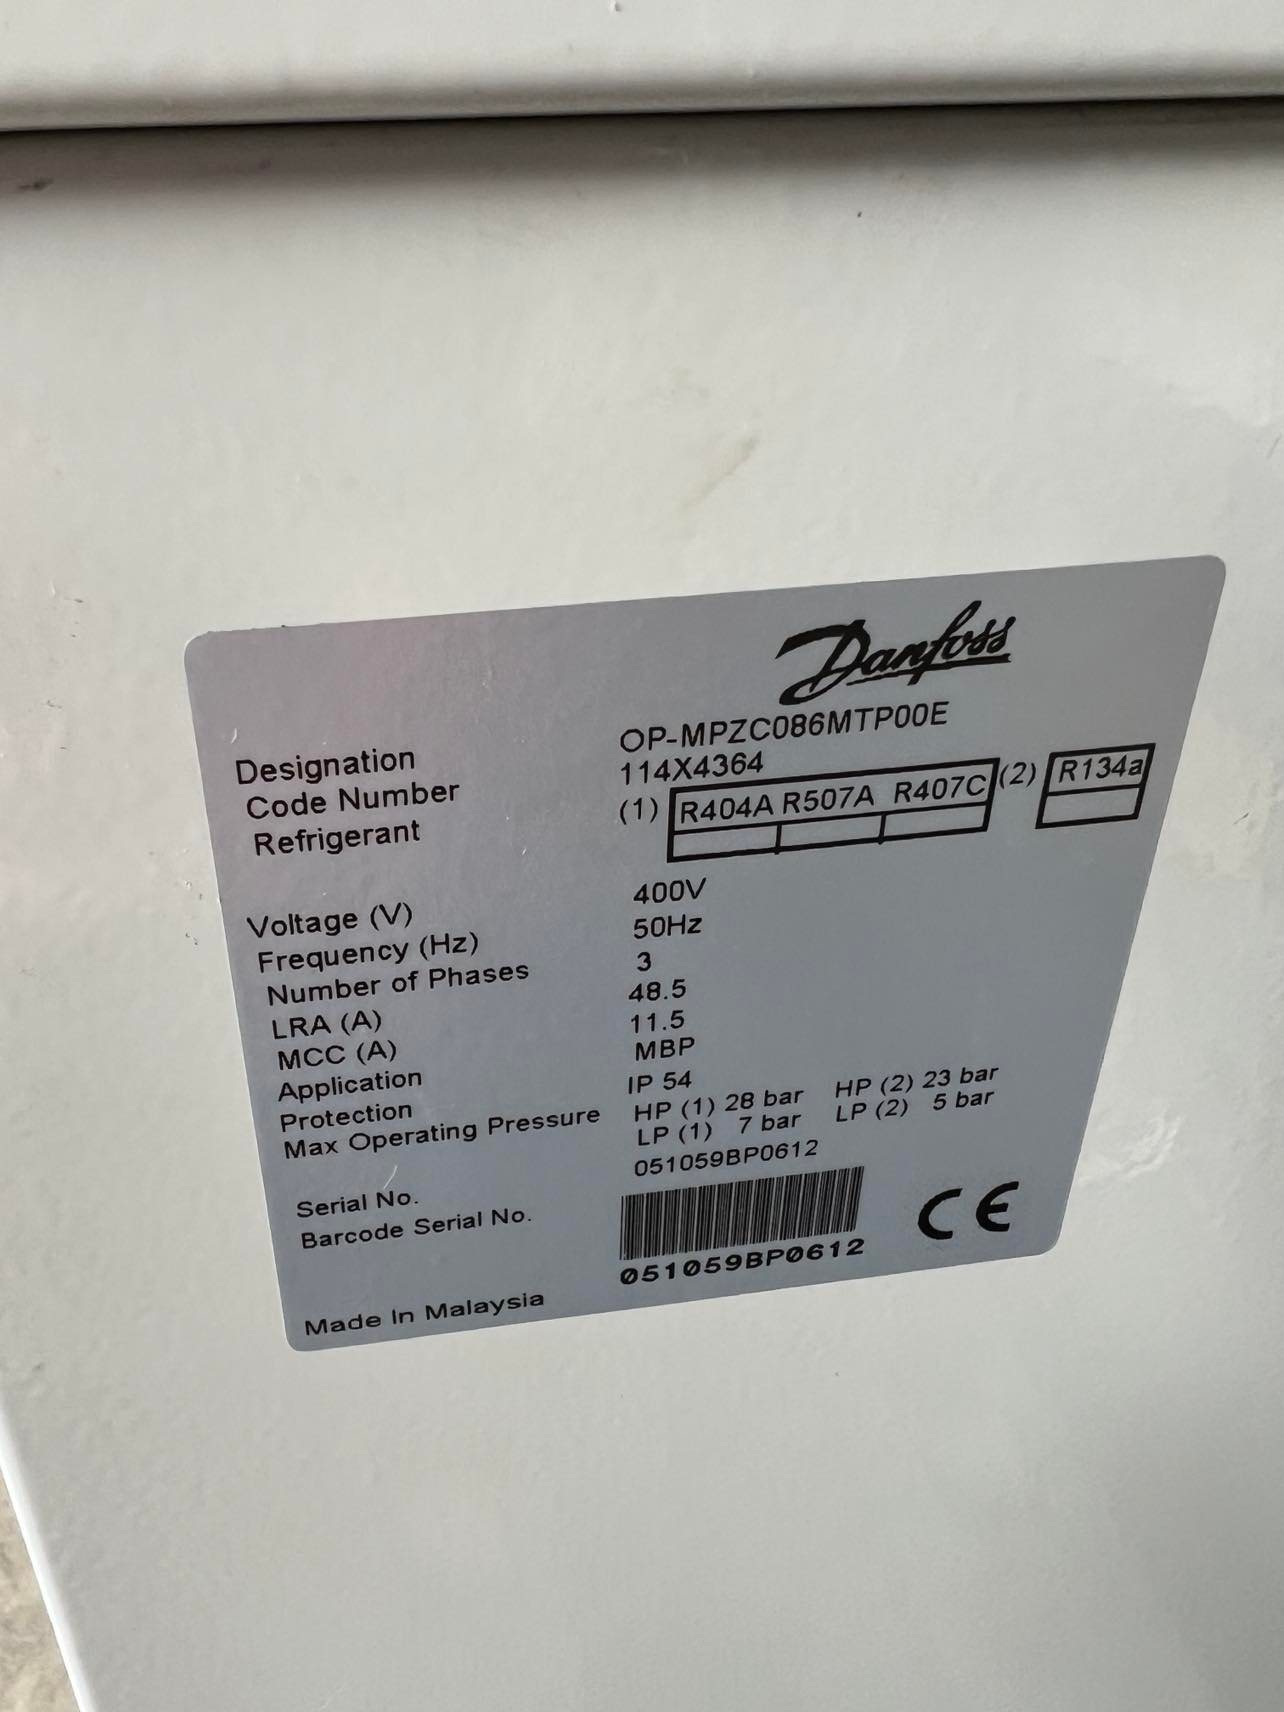 Danfoss
Designation OP-MPZC086MTP00E
Code Number 114X4364
Refrigerant (1) R404A R507A R407C (2) R134a
Voltage (V) 400V
Frequency (Hz) 50Hz
Number of Phases 3
LRA (A) 48.5
MCC (A) 11.5
Application MBP
Protection IP 54
Max Operating Pressure HP (1) 28 bar HP (2) 23 bar
LP (1) 7 bar LP (2) 5 bar
Serial No. 051059BP0612
Barcode Serial No.
051059BP0612
CE
Made In Malaysia